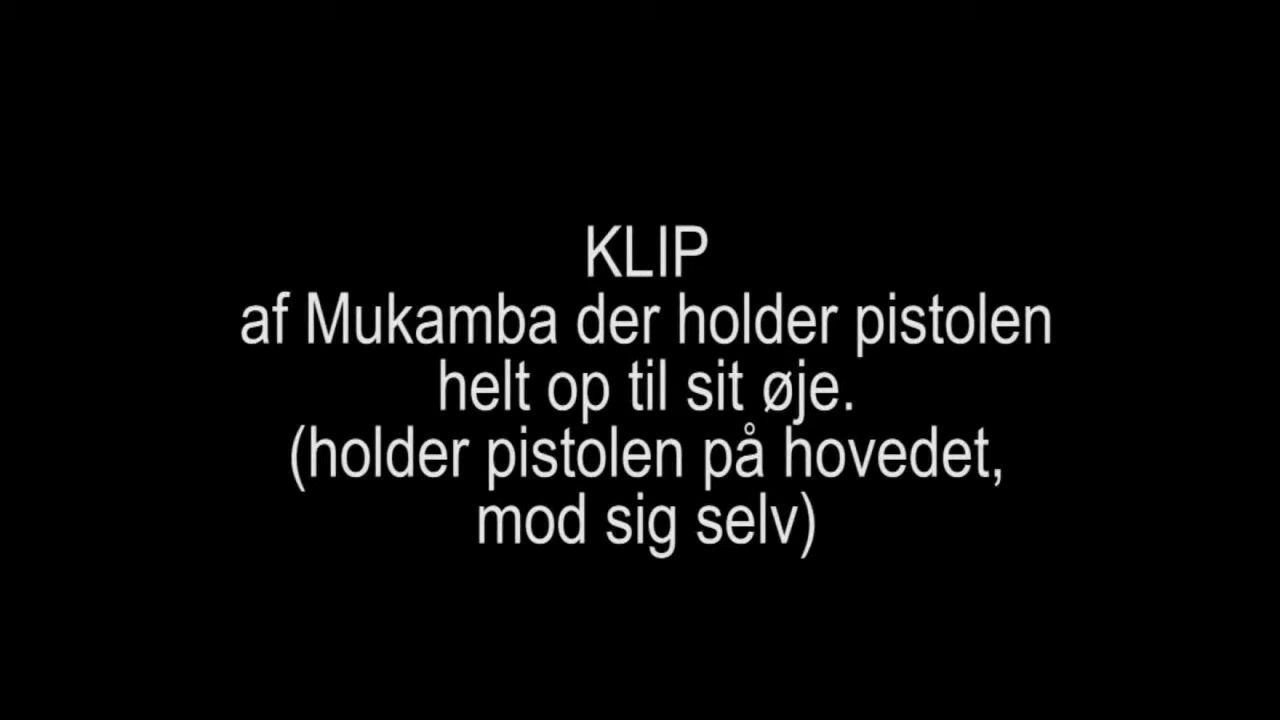 KLIP
af Mukamba der holder pistolen
helt op til sit øje.
(holder pistolen på hovedet,
mod sig selv)